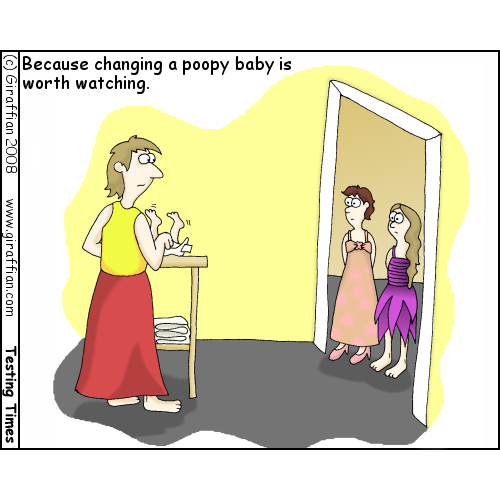 Because changing a poopy baby is
worth watching.
(c) Giraffian 2008
www.giraffian.com
Testing Times